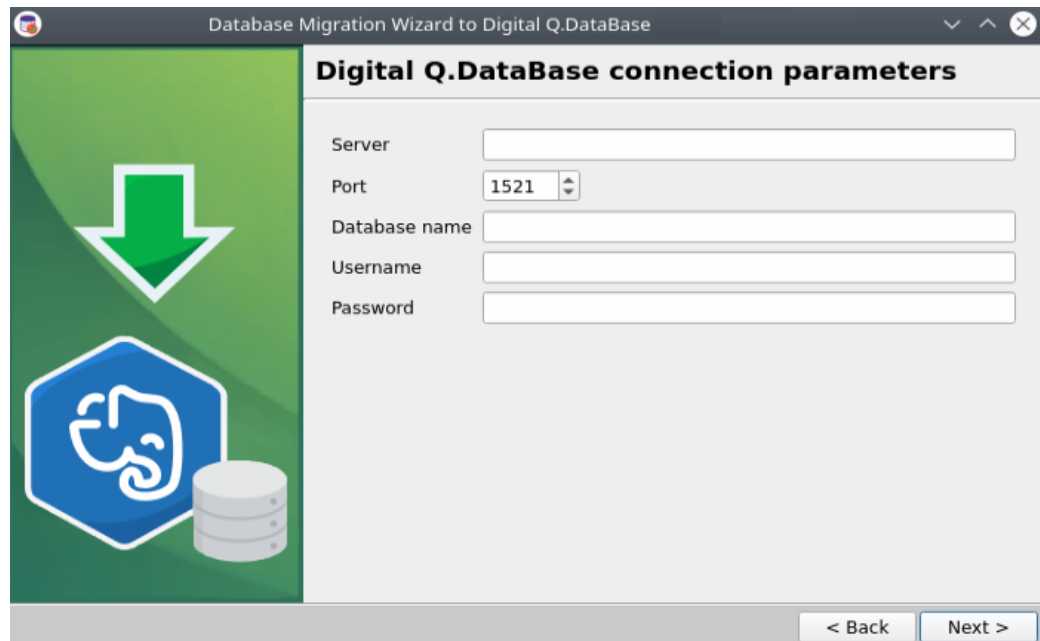 Database Migration Wizard to Digital Q.DataBase
Digital Q.DataBase connection parameters
Server
Port 1521
Database name
Username
Password
< Back Next >